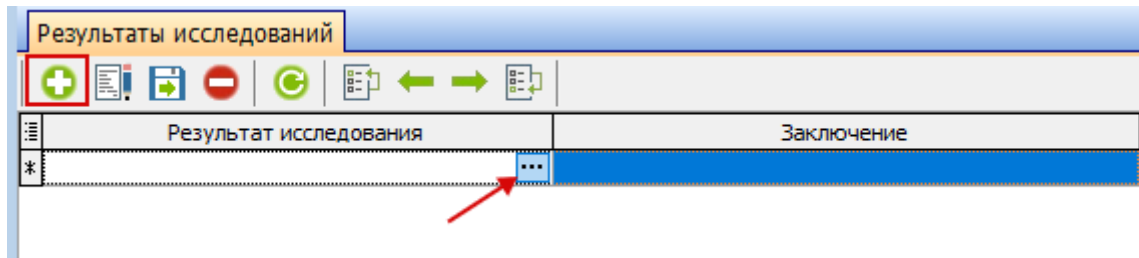 Результаты исследований
Результат исследования Заключение
* ...